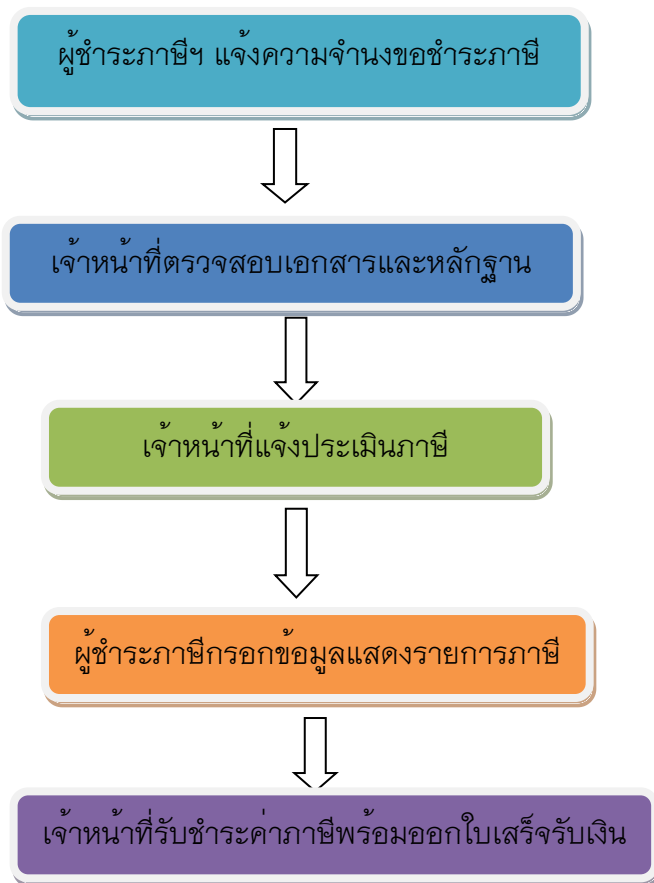 ผู้ชำระภาษีฯ แจ้งความจำนงขอชำระภาษี
เจ้าหน้าที่ตรวจสอบเอกสารและหลักฐาน
เจ้าหน้าที่แจ้งประเมินภาษี
ผู้ชำระภาษีกรอกข้อมูลแสดงรายการภาษี
เจ้าหน้าที่รับชำระค่าภาษีพร้อมออกใบเสร็จรับเงิน